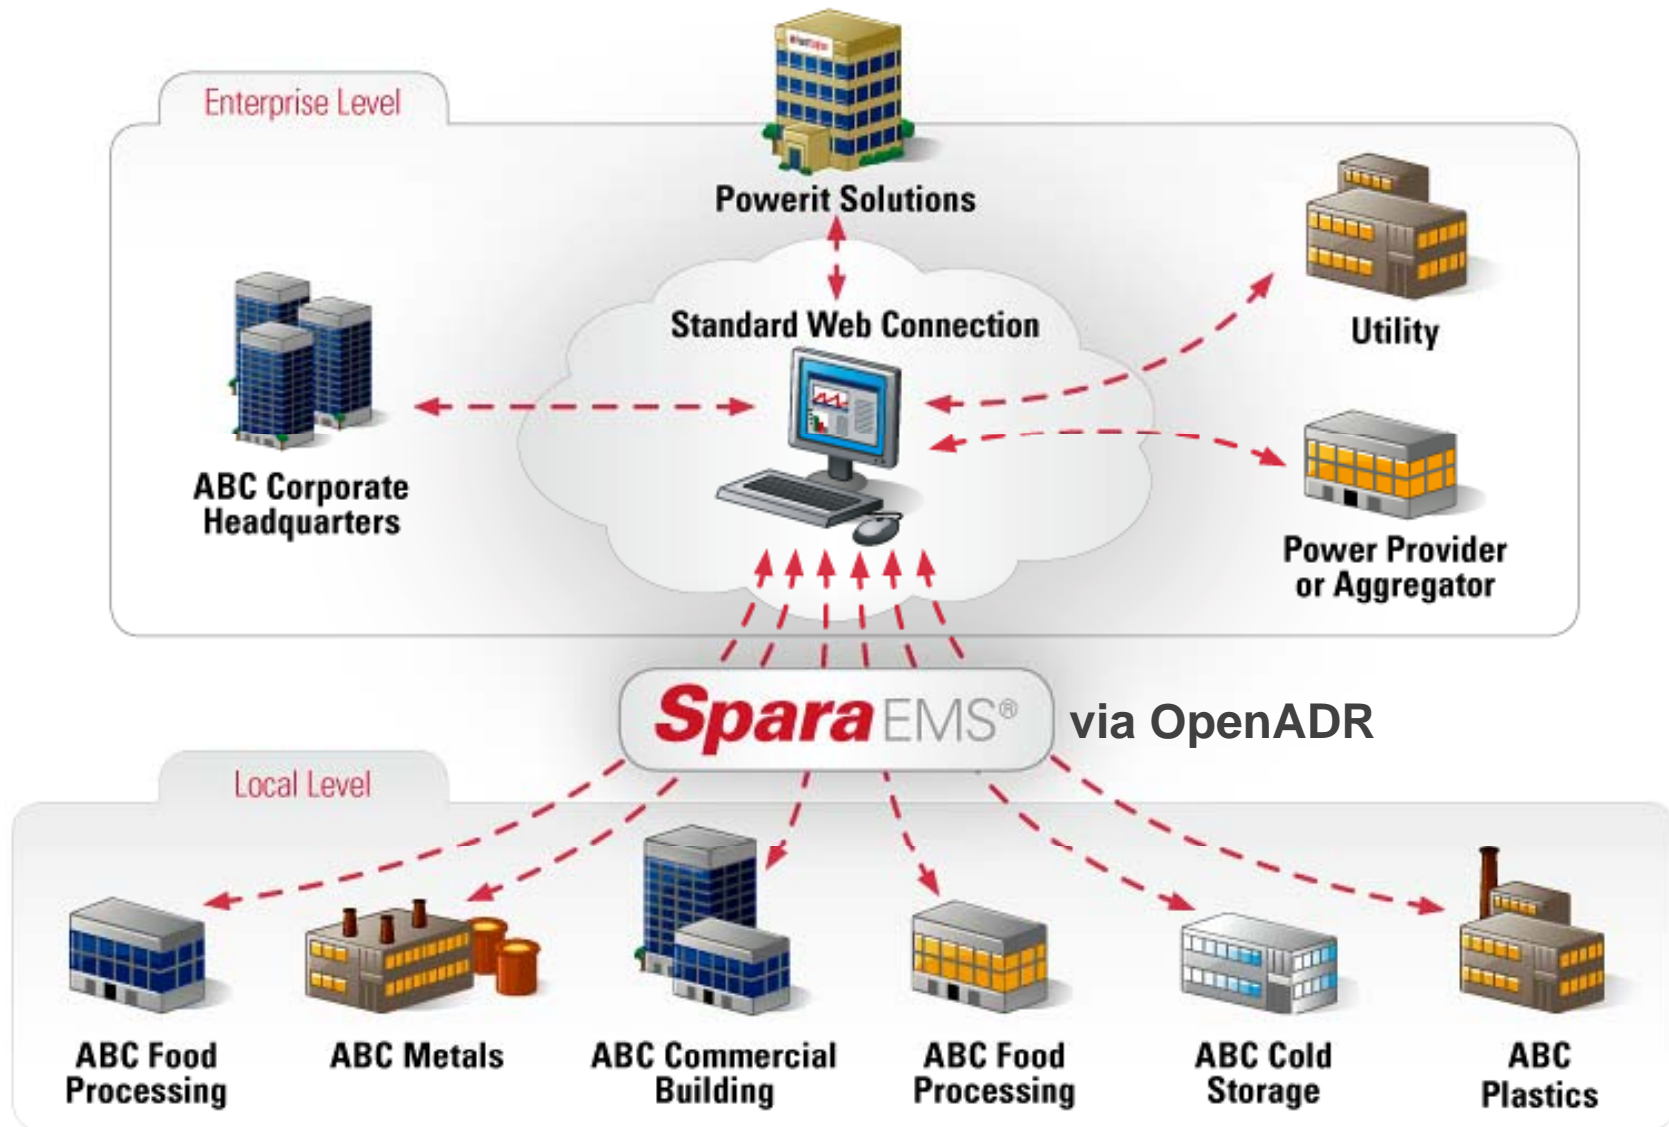 Enterprise Level
Powerit Solutions
Standard Web Connection
Utility
ABC Corporate
Headquarters
Power Provider
or Aggregator
Spara EMS® via OpenADR
Local Level
ABC Food
Processing
ABC Metals
ABC Commercial
Building
ABC Food
Processing
ABC Cold
Storage
ABC
Plastics